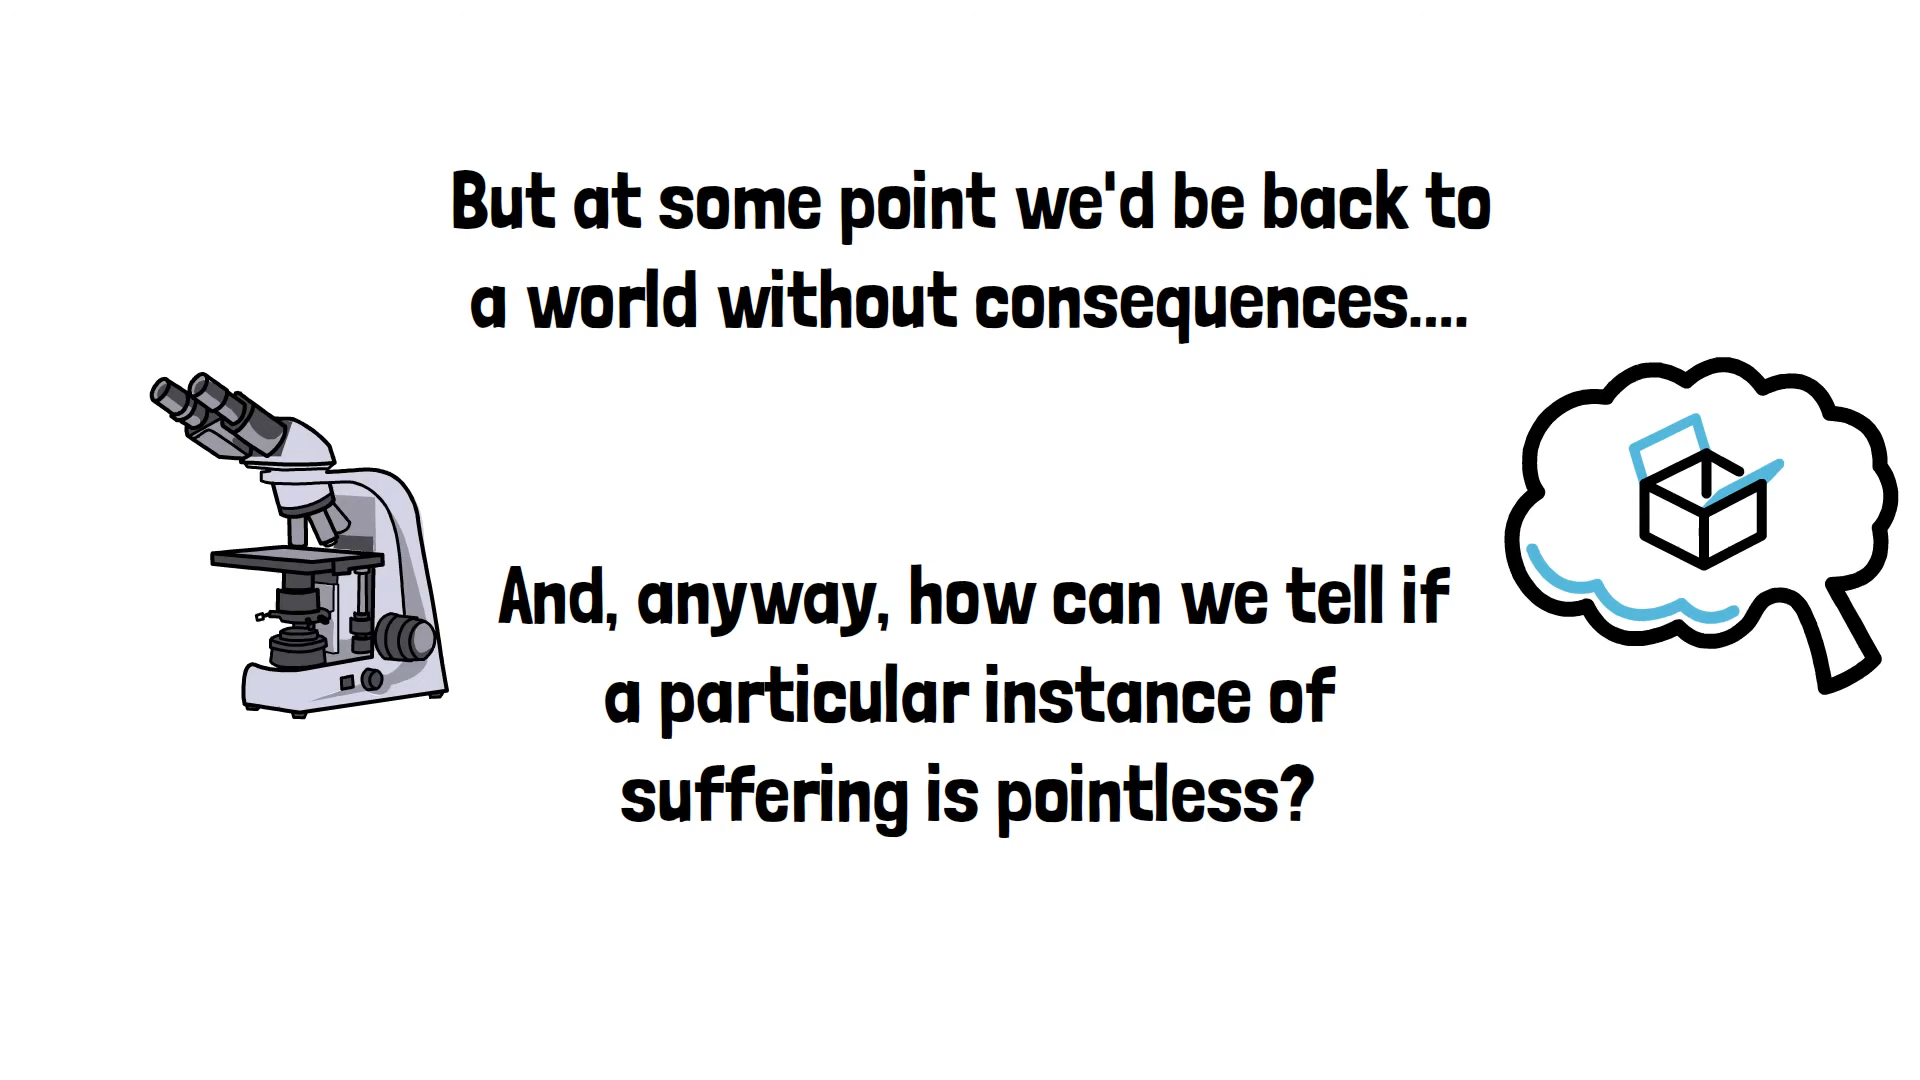 But at some point we'd be back to
a world without consequences....
And, anyway, how can we tell if
a particular instance of
suffering is pointless?